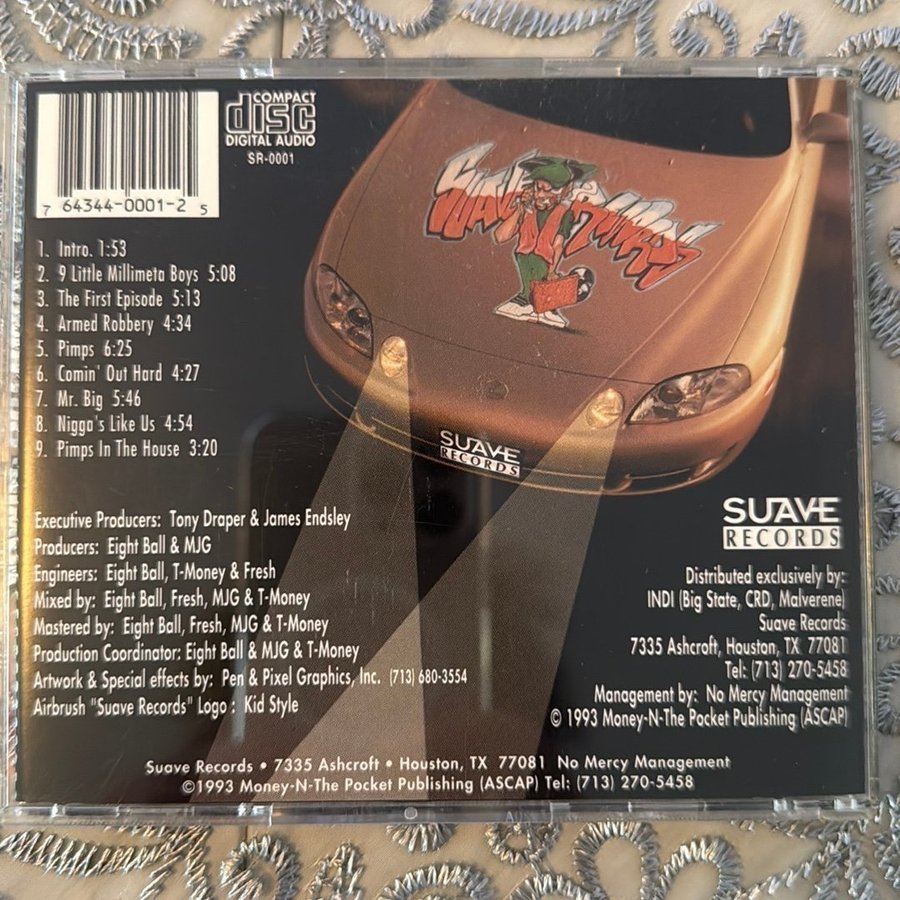 COMPACT
disc
DIGITAL AUDIO
SR-0001
7 64344-0001-2 5
SUAVE RECORDS
1. Intro. 1:53
2. 9 Little Millimeta Boys 5:08
3. The First Episode 5:13
4. Armed Robbery 4:34
5. Pimps 6:25
6. Comin' Out Hard 4:27
7. Mr. Big 5:46
8. Nigga's Like Us 4:54
9. Pimps In The House 3:20
SUAVE
RECORDS
Executive Producers: Tony Draper & James Endsley
Producers: Eight Ball & MJG
Engineers: Eight Ball, T-Money & Fresh
Mixed by: Eight Ball, Fresh, MJG & T-Money
Mastered by: Eight Ball, Fresh, MJG & T-Money
Production Coordinator: Eight Ball & MJG & T-Money
Artwork & Special effects by: Pen & Pixel Graphics, Inc. (713) 680-3554
Airbrush "Suave Records" Logo : Kid Style
SUAVE
RECORDS
Distributed exclusively by:
INDI (Big State, CRD, Malverene)
Suave Records
7335 Ashcroft, Houston, TX 77081
Tel: (713) 270-5458
Management by: No Mercy Management
© 1993 Money-N-The Pocket Publishing (ASCAP)
Suave Records • 7335 Ashcroft • Houston, TX 77081 No Mercy Management
©1993 Money-N-The Pocket Publishing (ASCAP) Tel: (713) 270-5458